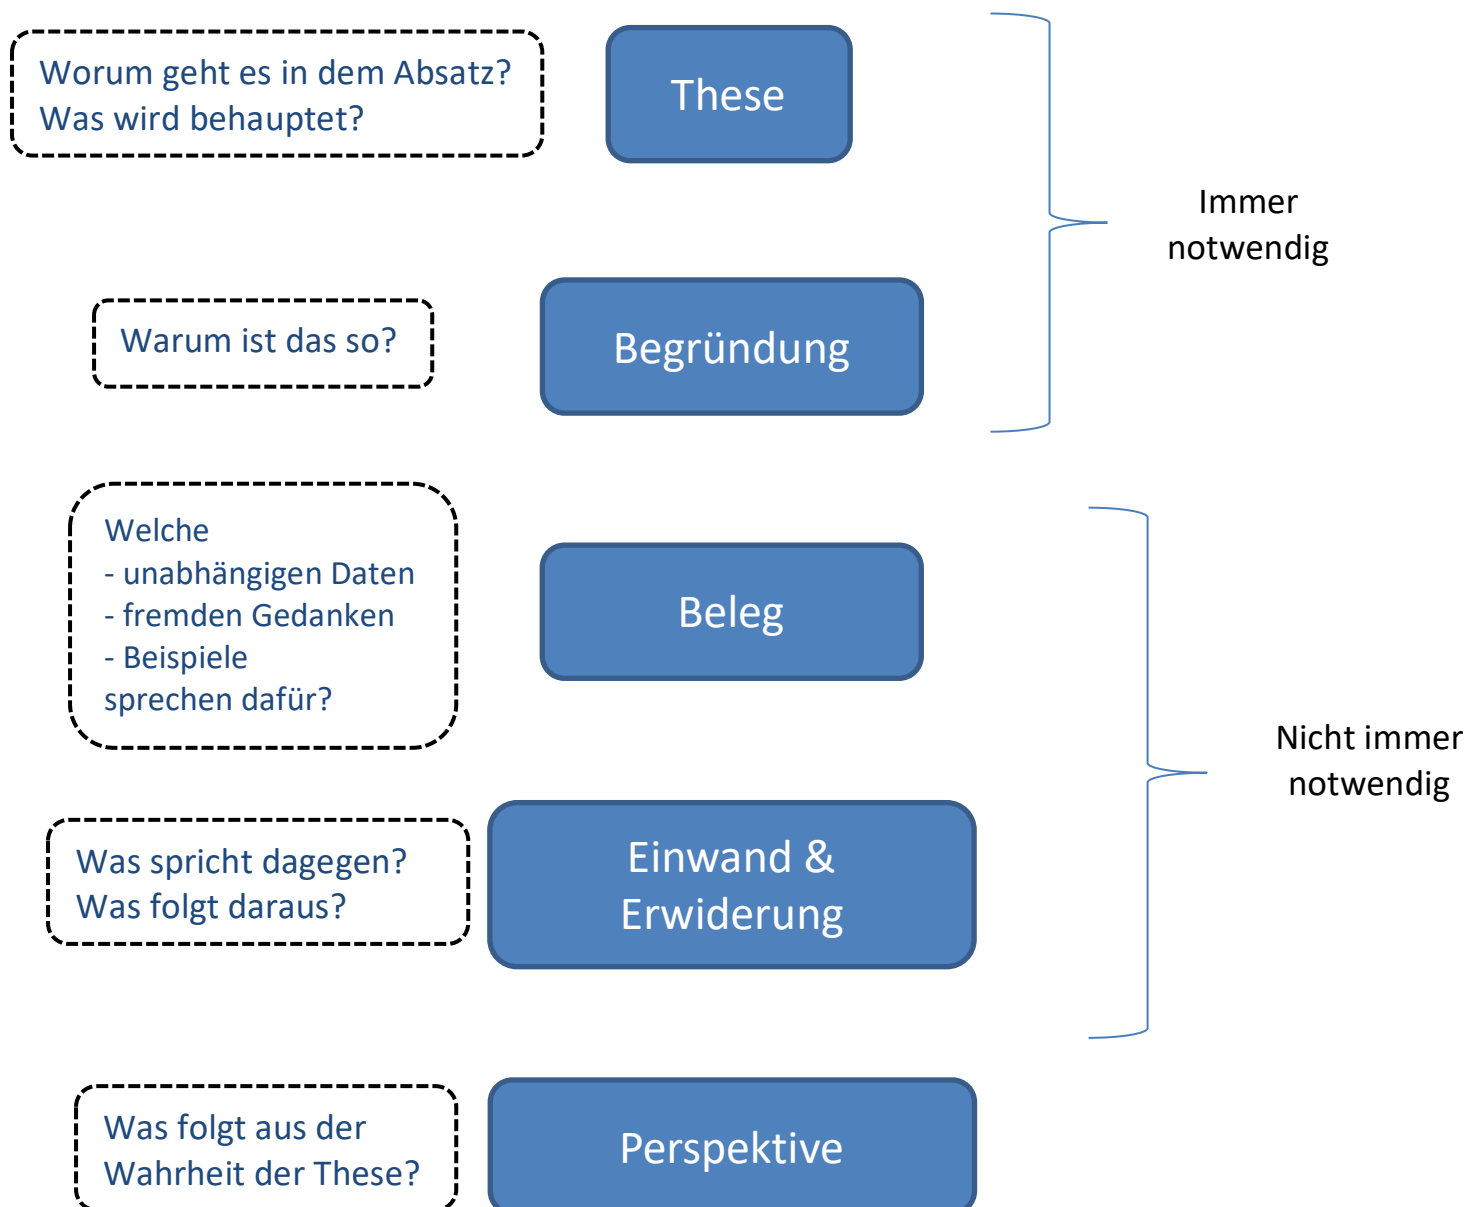 Worum geht es in dem Absatz?
Was wird behauptet?
These
Immer
notwendig
Warum ist das so?
Begründung
Welche
- unabhängigen Daten
- fremden Gedanken
- Beispiele
sprechen dafür?
Beleg
Nicht immer
notwendig
Was spricht dagegen?
Was folgt daraus?
Einwand &
Erwiderung
Was folgt aus der
Wahrheit der These?
Perspektive